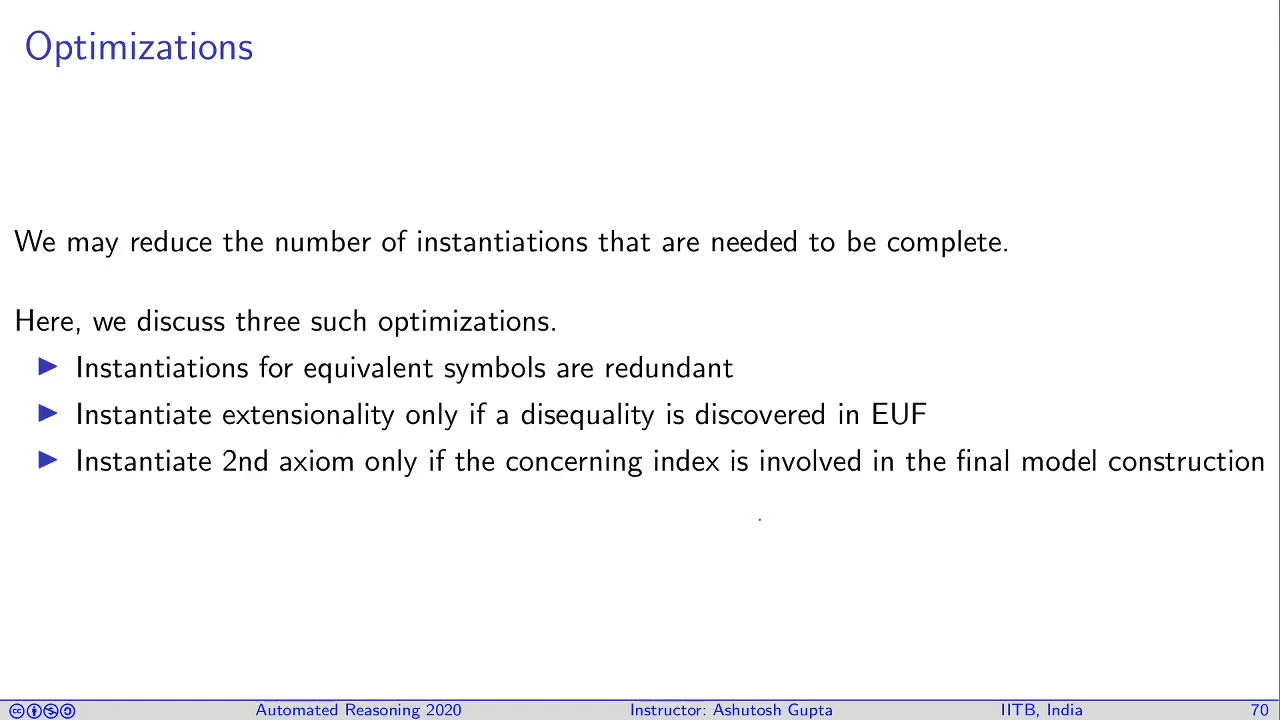 Optimizations
We may reduce the number of instantiations that are needed to be complete.
Here, we discuss three such optimizations.
▶ Instantiations for equivalent symbols are redundant
▶ Instantiate extensionality only if a disequality is discovered in EUF
▶ Instantiate 2nd axiom only if the concerning index is involved in the final model construction
Automated Reasoning 2020 Instructor: Ashutosh Gupta IITB, India 70